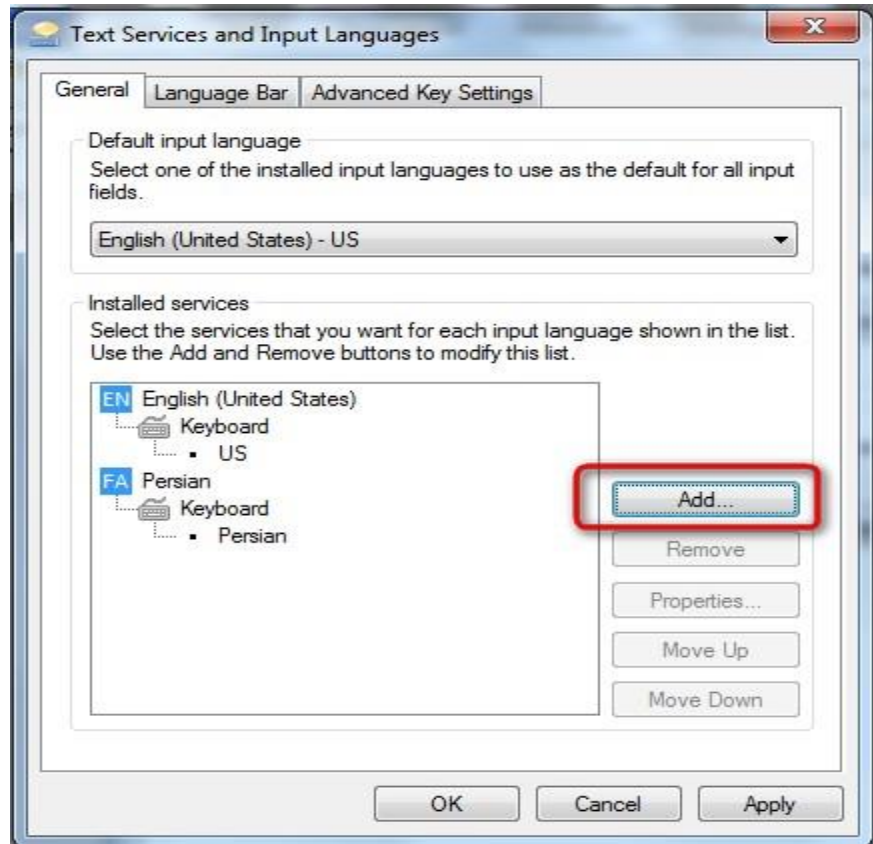 Text Services and Input Languages
General
Language Bar
Advanced Key Settings
Default input language
Select one of the installed input languages to use as the default for all input
fields.
English (United States) - US
Installed services
Select the services that you want for each input language shown in the list.
Use the Add and Remove buttons to modify this list.
EN English (United States)
Keyboard
US
FA Persian
Keyboard
Persian
Add...
Remove
Properties...
Move Up
Move Down
OK
Cancel
Apply